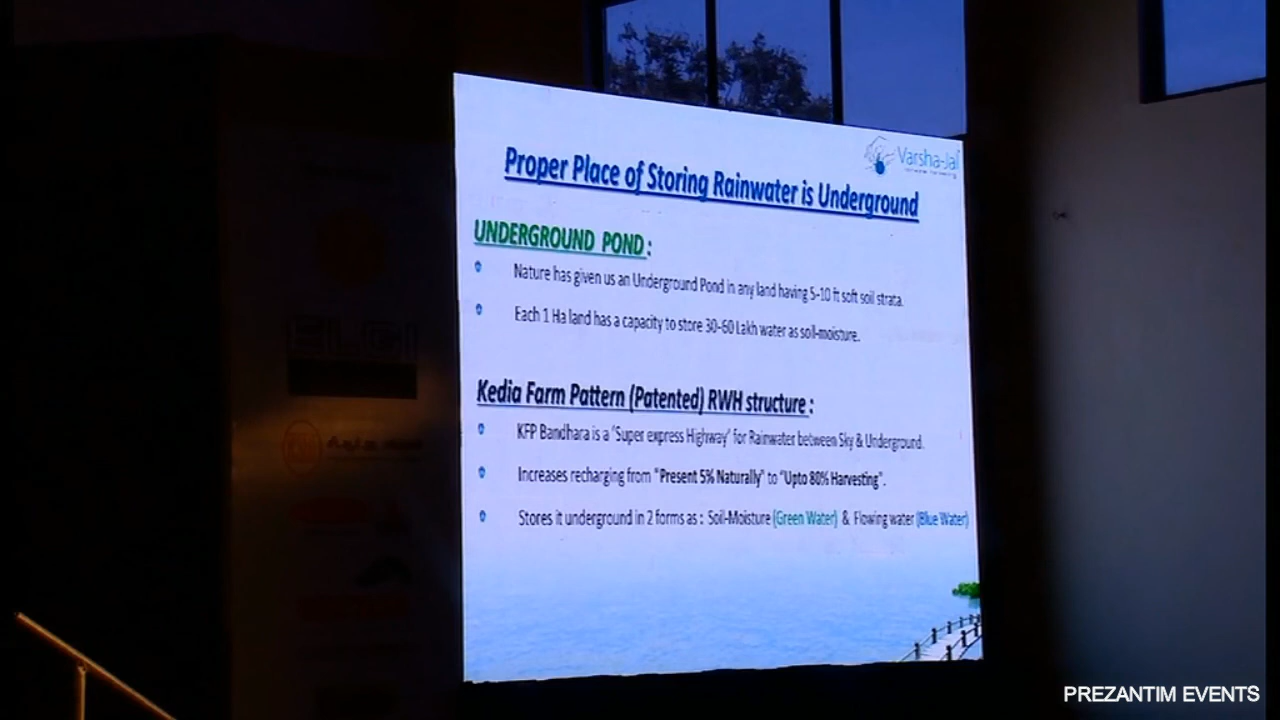 Varsha-Jal
Proper Place of Storing Rainwater is Underground
UNDERGROUND POND :
Nature has given us an Underground Pond in any land having 5-10 ft soft soil strata.
Each 1 Ha land has a capacity to store 30-60 Lakh water as soil-moisture.
Kedia Farm Pattern (Patented) RWH structure :
KFP Bandhara is a 'Super express Highway' for Rainwater between Sky & Underground.
Increases recharging from "Present 5% Naturally" to "Upto 80% Harvesting".
Stores it underground in 2 forms as : Soil-Moisture (Green Water) & Flowing water (Blue Water)
PREZANTIM EVENTS